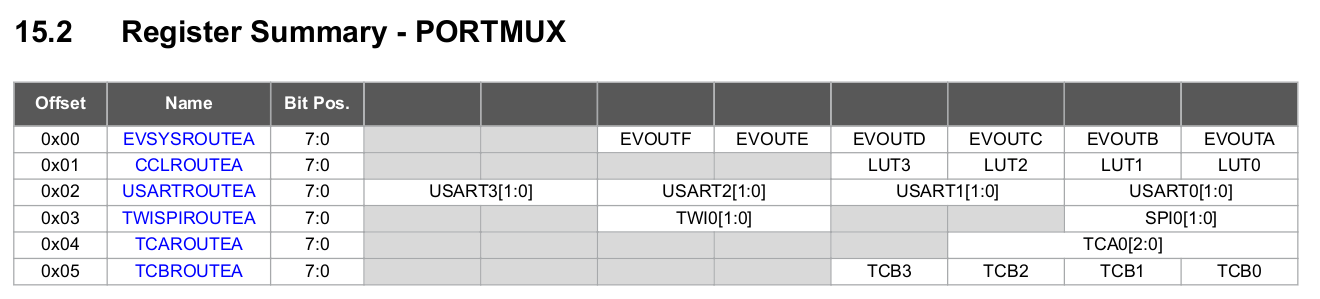 15.2 Register Summary - PORTMUX
Offset Name Bit Pos.
0x00 EVSYSROUTEA 7:0 EVOUTF EVOUTE EVOUTD EVOUTC EVOUTB EVOUTA
0x01 CCLROUTEA 7:0 LUT3 LUT2 LUT1 LUT0
0x02 USARTROUTEA 7:0 USART3[1:0] USART2[1:0] USART1[1:0] USART0[1:0]
0x03 TWISPIROUTEA 7:0 TWI0[1:0] SPI0[1:0]
0x04 TCAROUTEA 7:0 TCA0[2:0]
0x05 TCBROUTEA 7:0 TCB3 TCB2 TCB1 TCB0